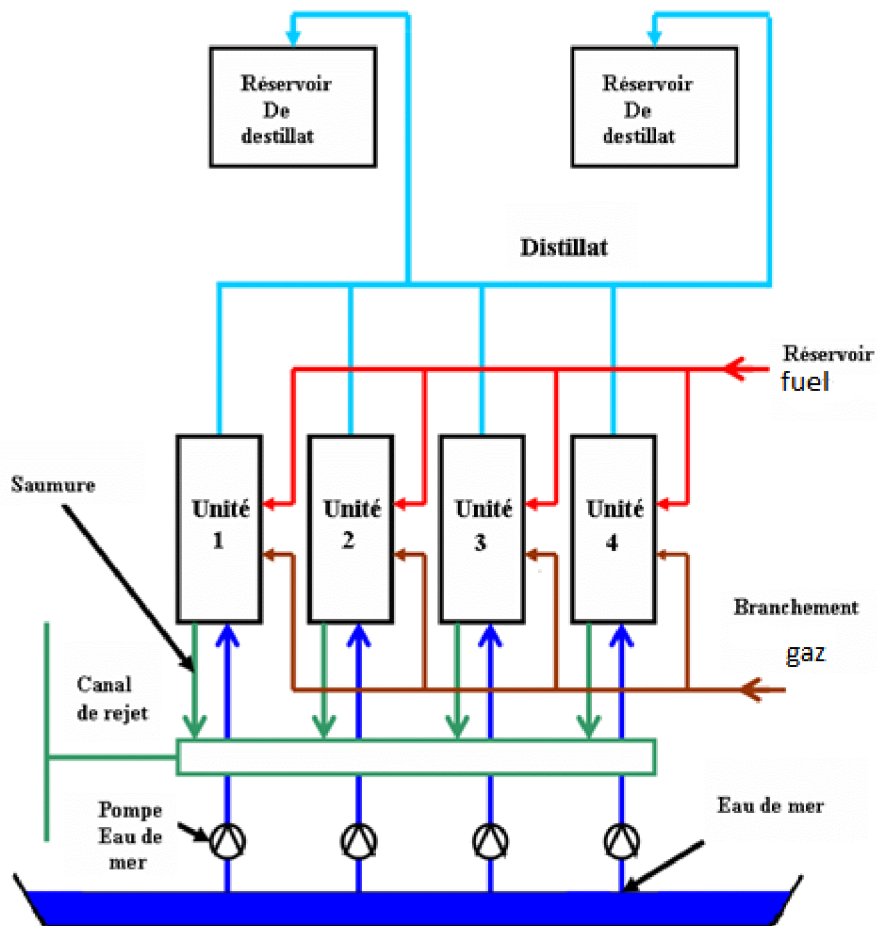 Réservoir
De
destillat
Réservoir
De
destillat
Distillat
Réservoir
fuel
Saumure
Unité
1
Unité
2
Unité
3
Unité
4
Branchement
gaz
Canal
de rejet
Pompe
Eau de
mer
Eau de mer